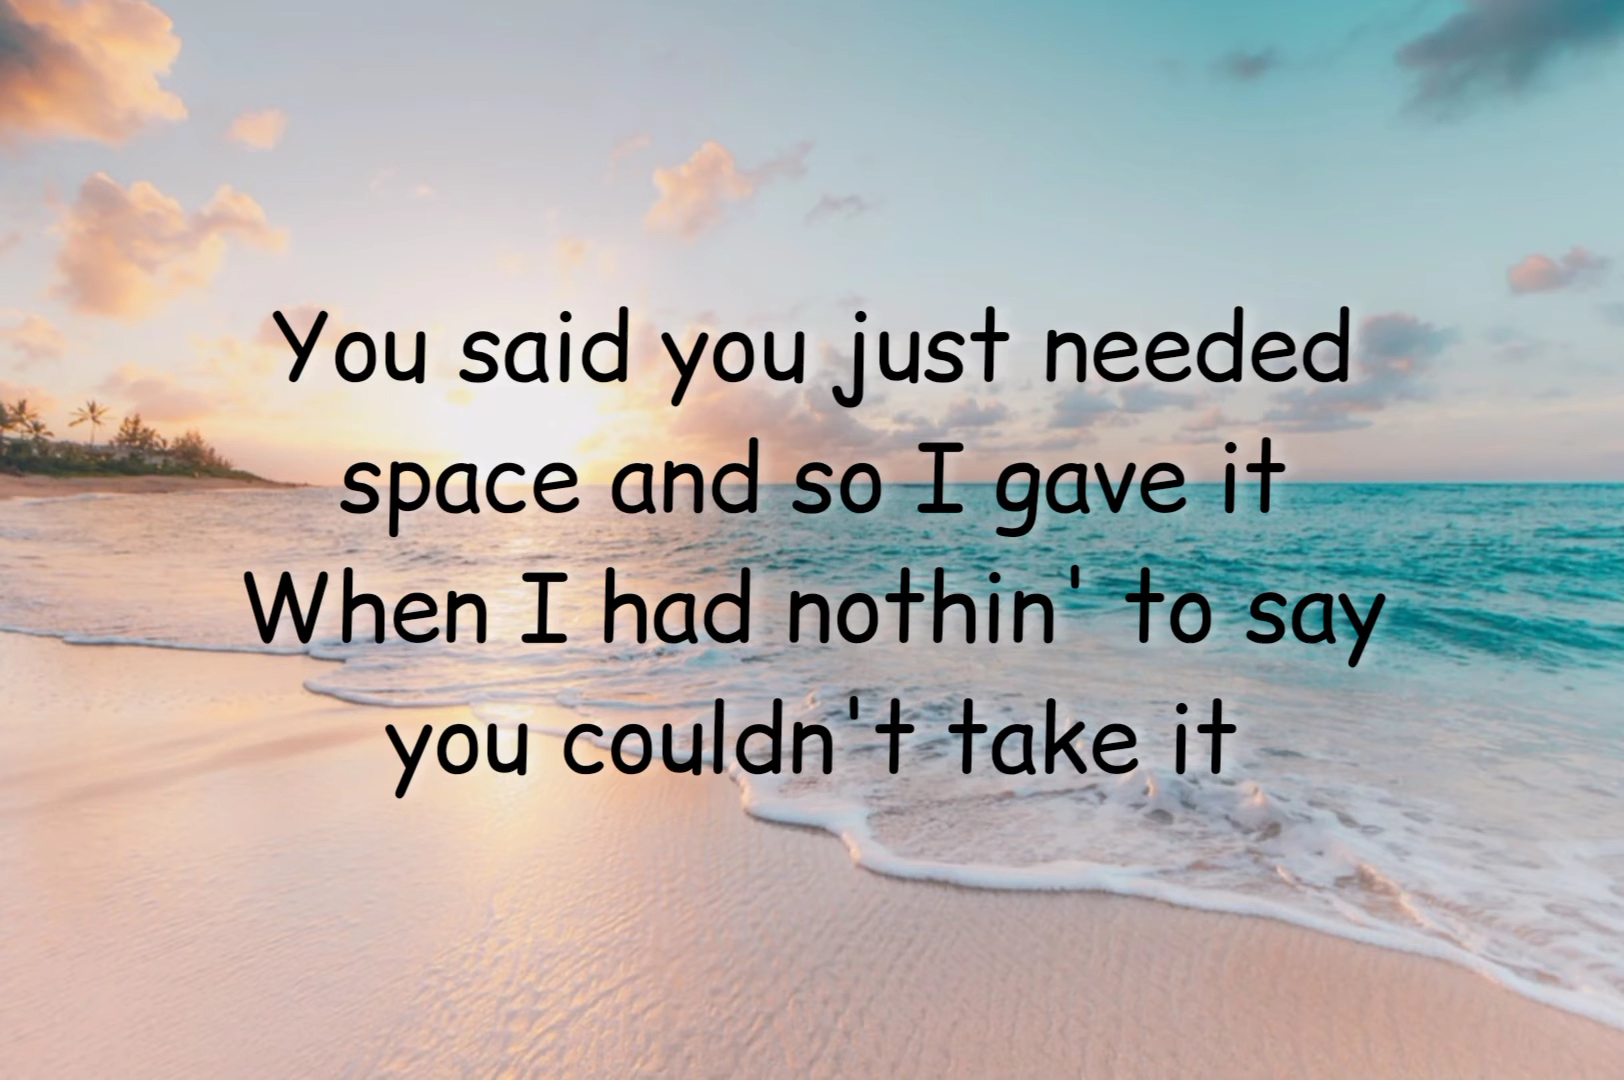 You said you just needed
space and so I gave it
When I had nothin' to say
you couldn't take it